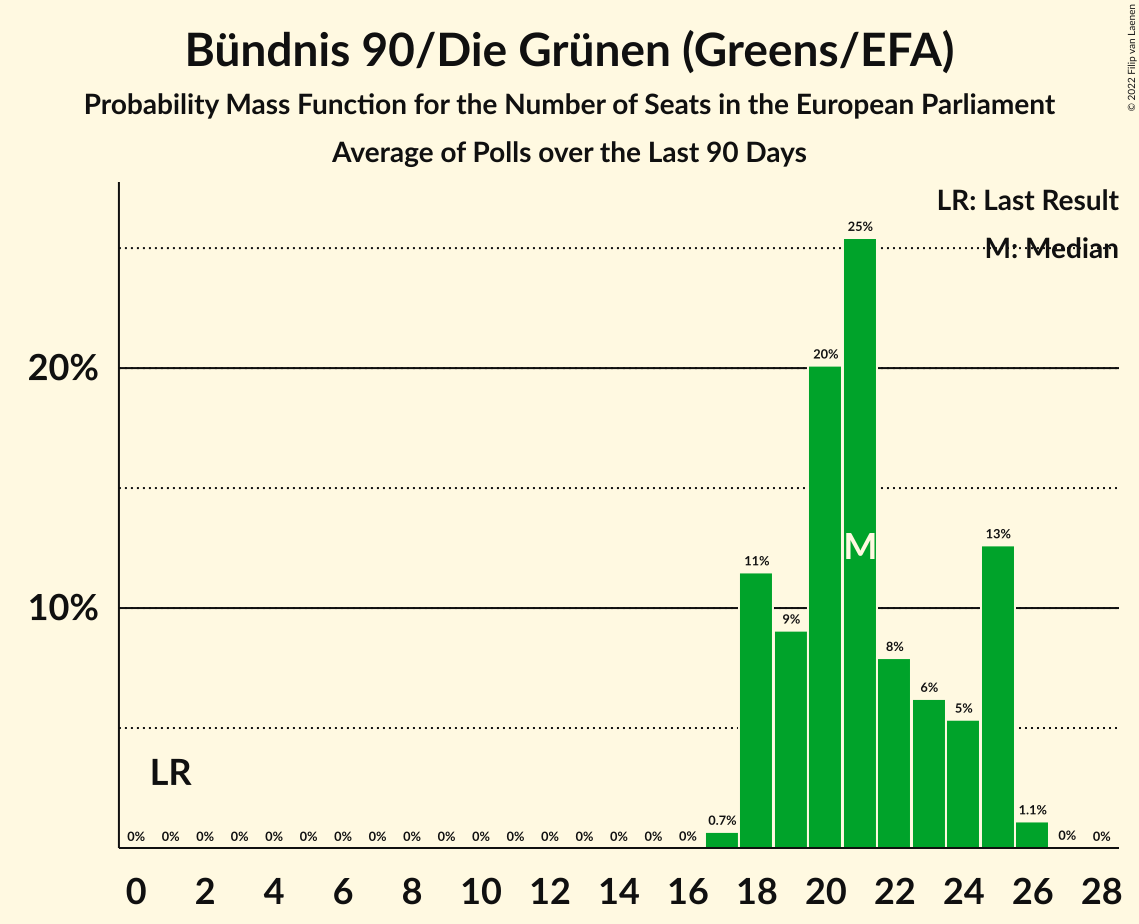 Bündnis 90/Die Grünen (Greens/EFA)
Probability Mass Function for the Number of Seats in the European Parliament
Average of Polls over the Last 90 Days
© 2022 Filip van Laenen
LR: Last Result
M: Median
20%
10%
25%
20%
M
13%
11%
9%
8%
6%
5%
LR
0% 0% 0% 0% 0% 0% 0% 0% 0% 0% 0% 0% 0% 0% 0% 0% 0% 0.7% 1.1% 0% 0%
0 2 4 6 8 10 12 14 16 18 20 22 24 26 28